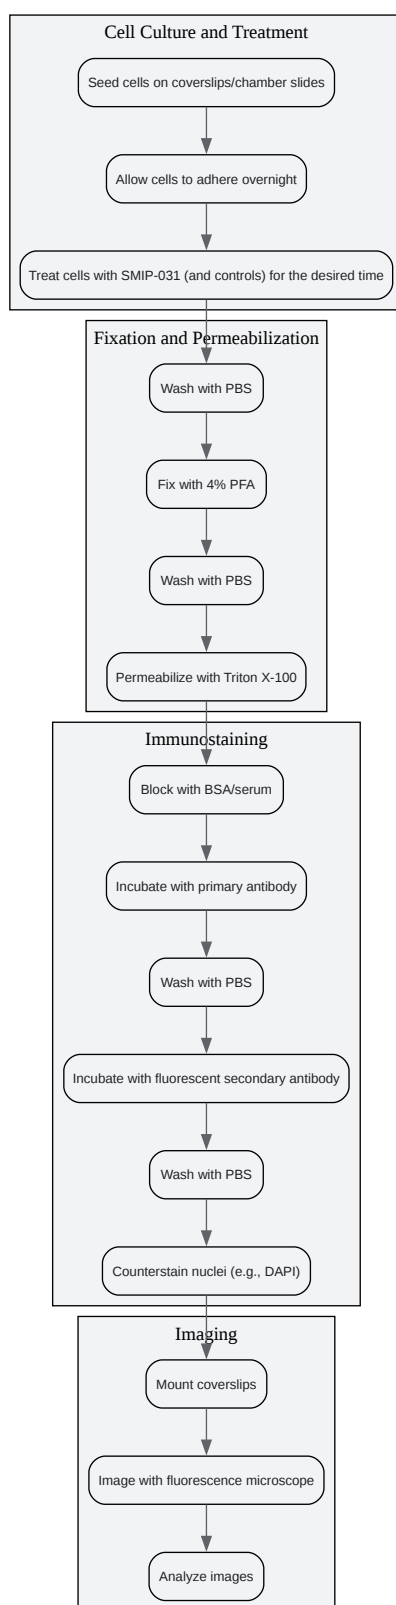 Cell Culture and Treatment
Seed cells on coverslips/chamber slides
Allow cells to adhere overnight
Treat cells with SMIP-031 (and controls) for the desired time
Fixation and Permeabilization
Wash with PBS
Fix with 4% PFA
Wash with PBS
Permeabilize with Triton X-100
Immunostaining
Block with BSA/serum
Incubate with primary antibody
Wash with PBS
Incubate with fluorescent secondary antibody
Wash with PBS
Counterstain nuclei (e.g., DAPI)
Imaging
Mount coverslips
Image with fluorescence microscope
Analyze images